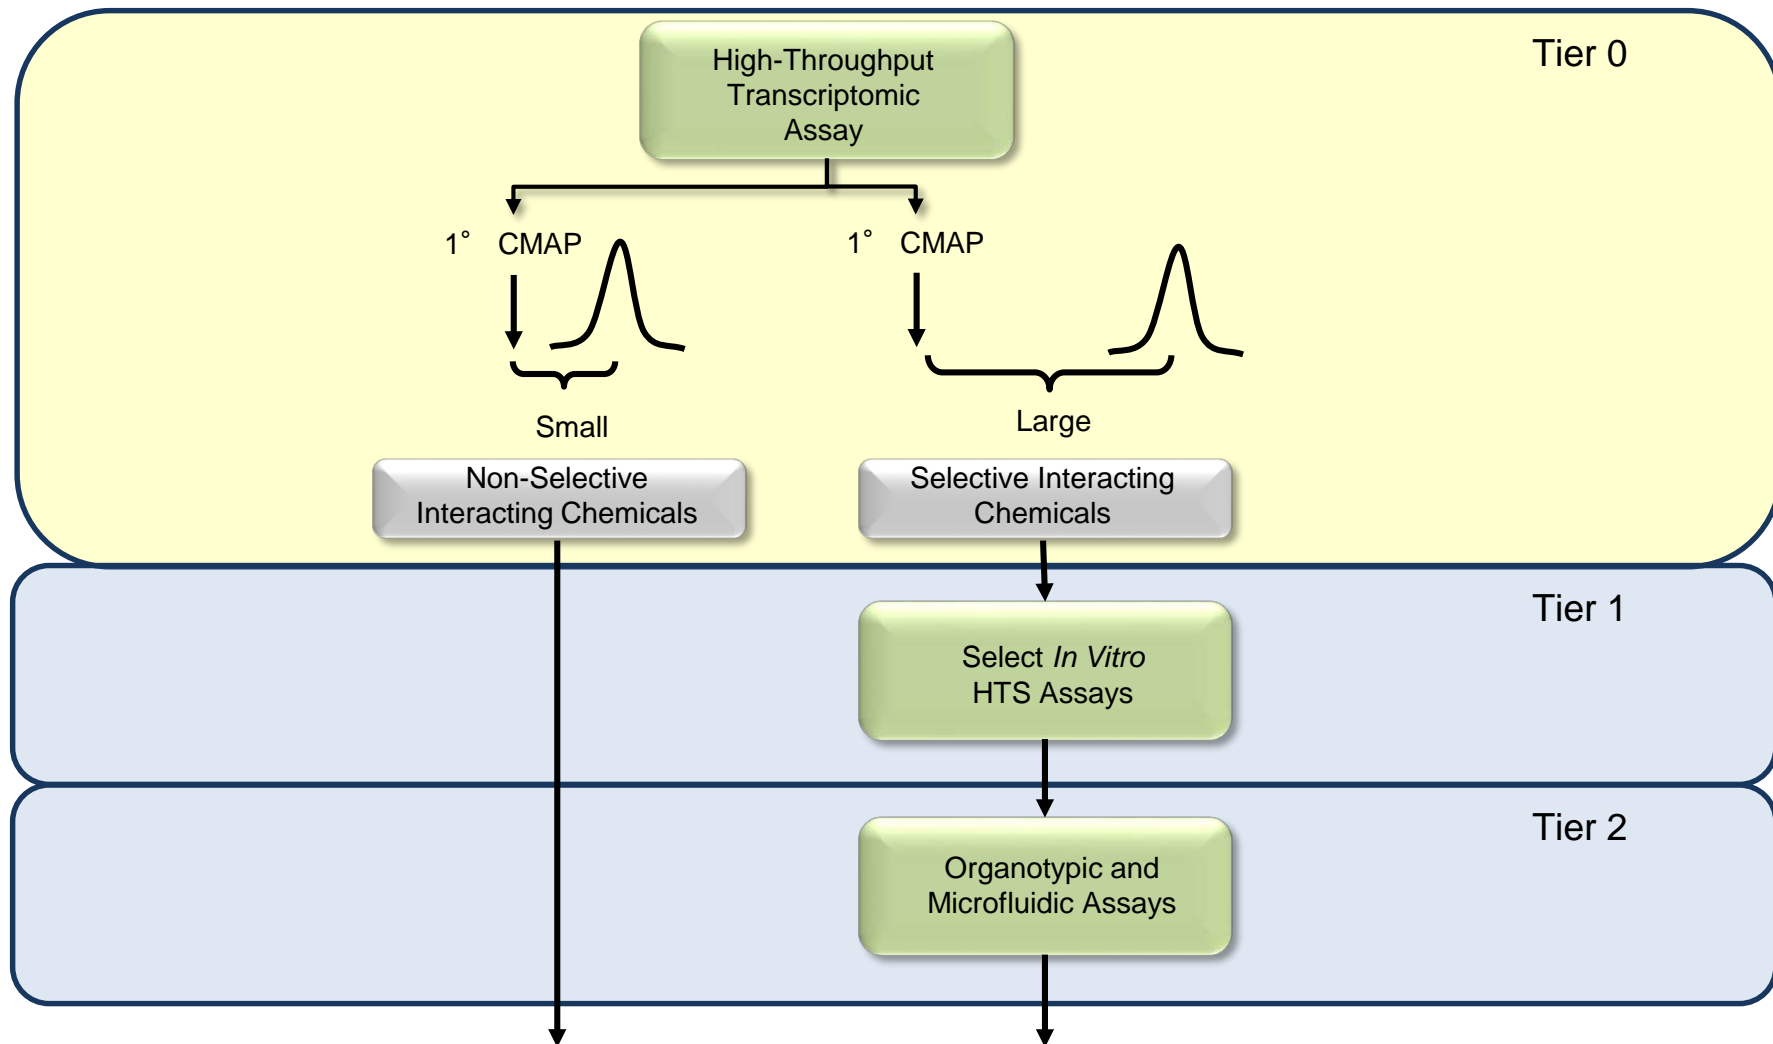 Tier 0
High-Throughput
Transcriptomic
Assay
1° CMAP
1° CMAP
Small
Large
Non-Selective
Interacting Chemicals
Selective Interacting
Chemicals
Tier 1
Select In Vitro
HTS Assays
Tier 2
Organotypic and
Microfluidic Assays